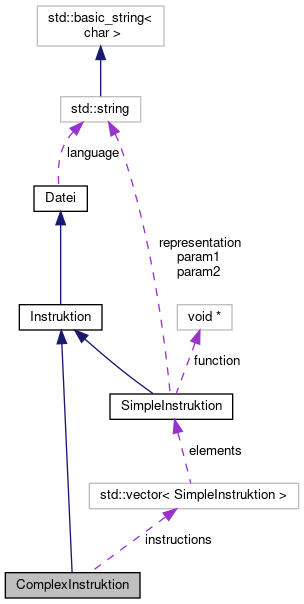 std::basic_string<
char >
std::string
language
Datei
representation
param1
param2
Instruktion
void *
function
SimpleInstruktion
elements
std::vector< SimpleInstruktion >
instructions
ComplexInstruktion